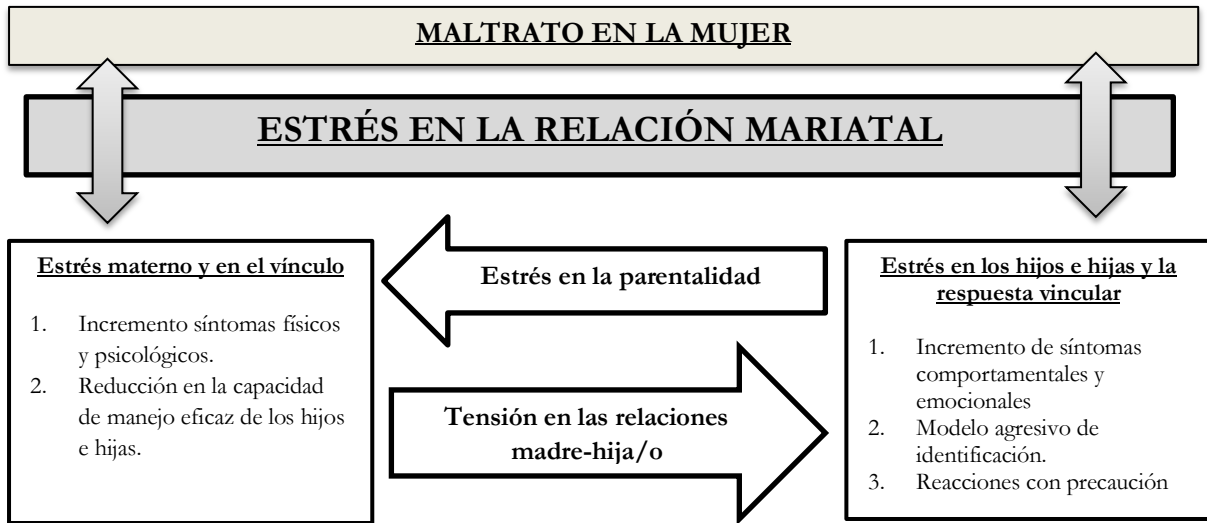 MALTRATO EN LA MUJER
ESTRÉS EN LA RELACIÓN MARIATAL
Estrés materno y en el vínculo
1. Incremento síntomas físicos
y psicológicos.
2. Reducción en la capacidad
de manejo eficaz de los hijos
e hijas.
Estrés en la parentalidad
Tensión en las relaciones
madre-hija/o
Estrés en los hijos e hijas y la
respuesta vincular
1. Incremento de síntomas
comportamentales y
emocionales
2. Modelo agresivo de
identificación.
3. Reacciones con precaución